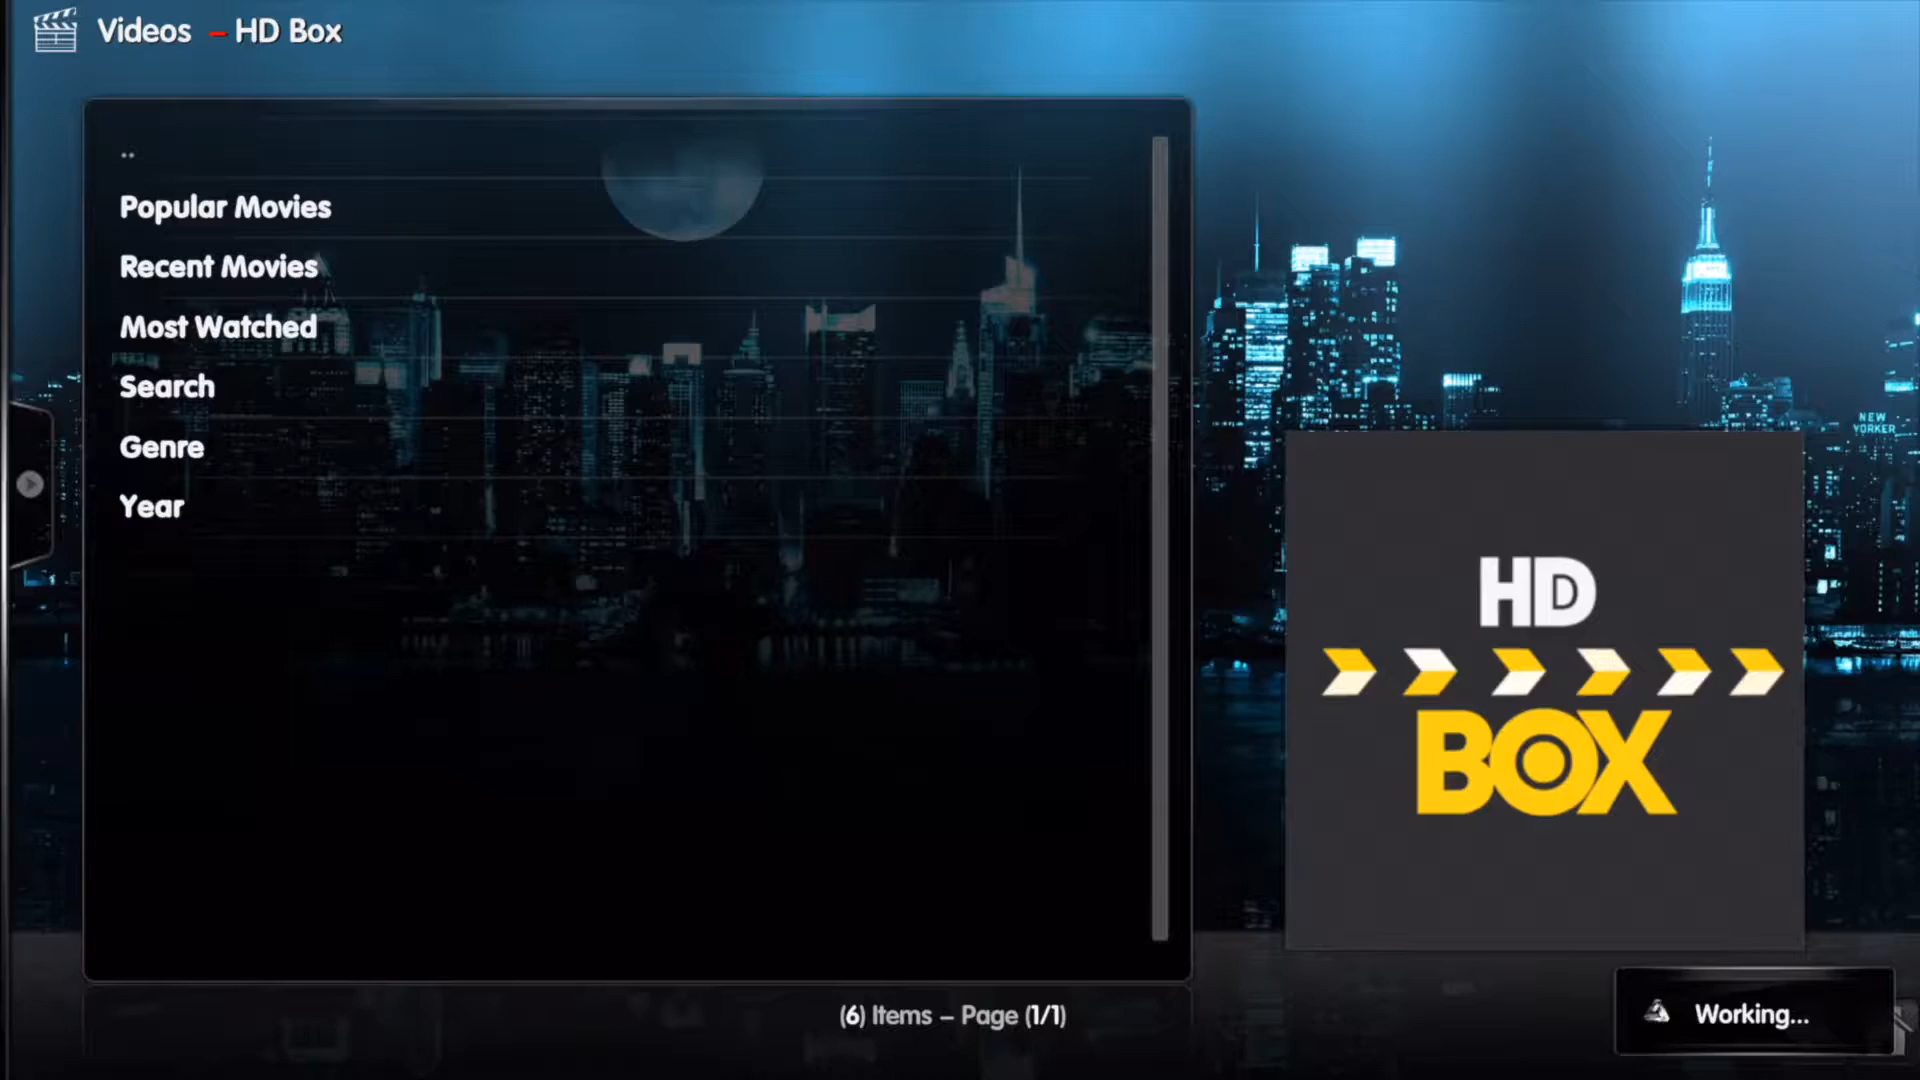 Videos – HD Box
..
Popular Movies
Recent Movies
Most Watched
Search
Genre
Year
NEW
YORKER
HD
BOX
(6) Items – Page (1/1)
Working...